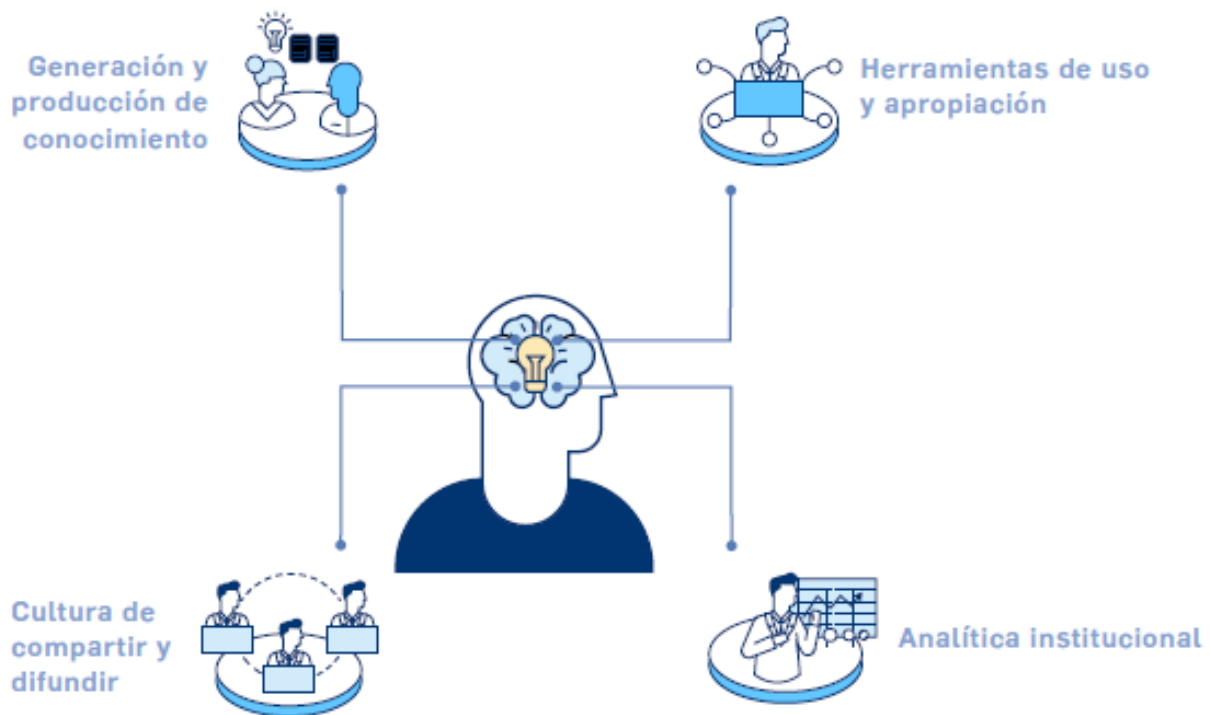 Generación y
producción de
conocimiento
Herramientas de uso
y apropiación
Cultura de
compartir y
difundir
Analítica institucional